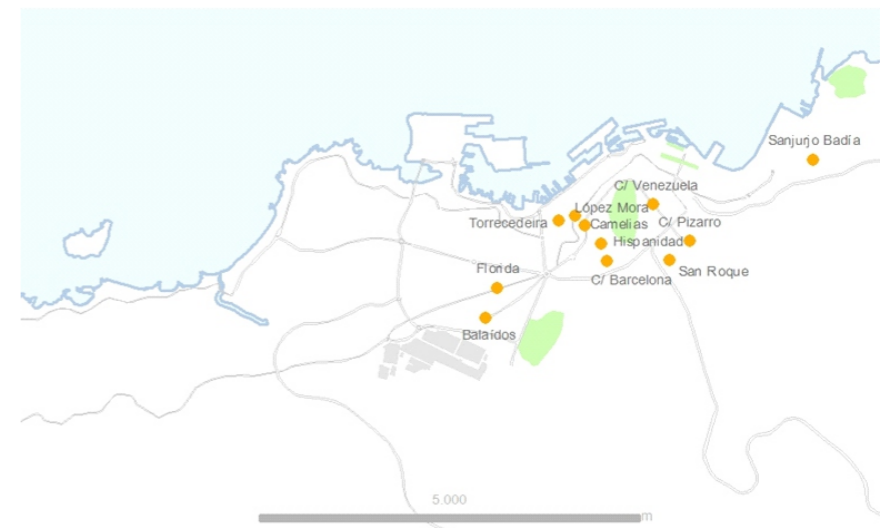 Sanjurjo Badía
C/ Venezuela
López Mora
Torrecedeira
Camelias
C/ Pizarro
Hispanidad
Florida
C/ Barcelona
San Roque
Balaídos
5.000
m